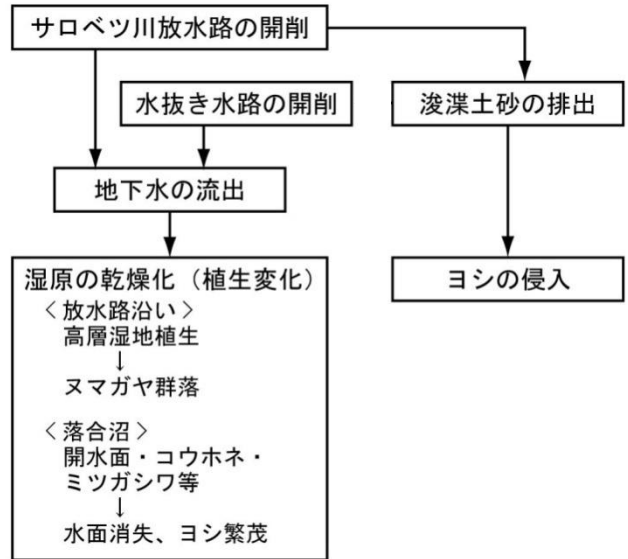 サロベツ川放水路の開削
水抜き水路の開削
浚渫土砂の排出
地下水の流出
湿原の乾燥化（植生変化）
＜放水路沿い＞
高層湿地植生
↓
ヌマガヤ群落
＜落合沼＞
開水面・コウホネ・
ミツガシワ等
↓
水面消失、ヨシ繁茂
ヨシの侵入